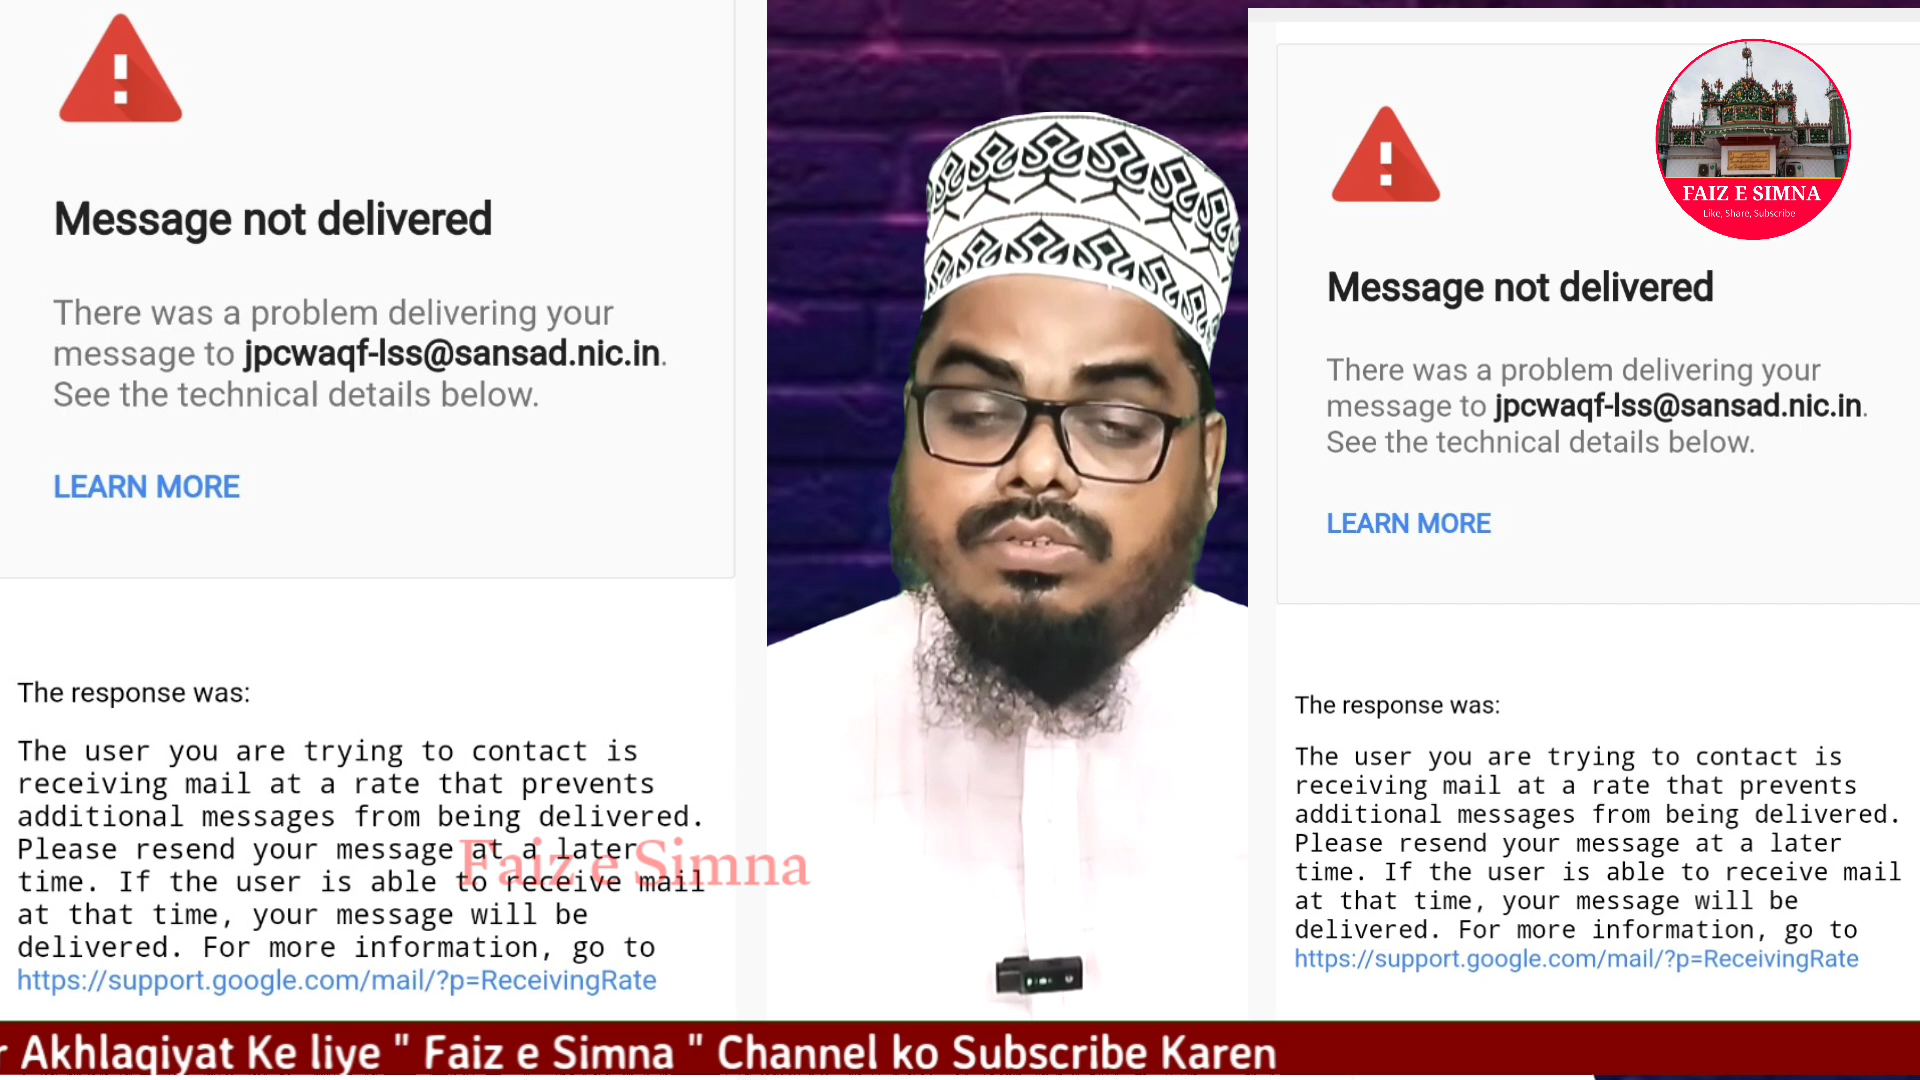 Message not delivered
There was a problem delivering your
message to jpcwaqf-lss@sansad.nic.in.
See the technical details below.
LEARN MORE
The response was:
The user you are trying to contact is
receiving mail at a rate that prevents
additional messages from being delivered.
Please resend your message at a later
time. If the user is able to receive mail
at that time, your message will be
delivered. For more information, go to
https://support.google.com/mail/?p=ReceivingRate
Faiz e Simna
FAIZ E SIMNA
Like, Share, Subscribe
Message not delivered
There was a problem delivering your
message to jpcwaqf-lss@sansad.nic.in.
See the technical details below.
LEARN MORE
The response was:
The user you are trying to contact is
receiving mail at a rate that prevents
additional messages from being delivered.
Please resend your message at a later
time. If the user is able to receive mail
at that time, your message will be
delivered. For more information, go to
https://support.google.com/mail/?p=ReceivingRate
r Akhlaqiyat Ke liye " Faiz e Simna " Channel ko Subscribe Karen